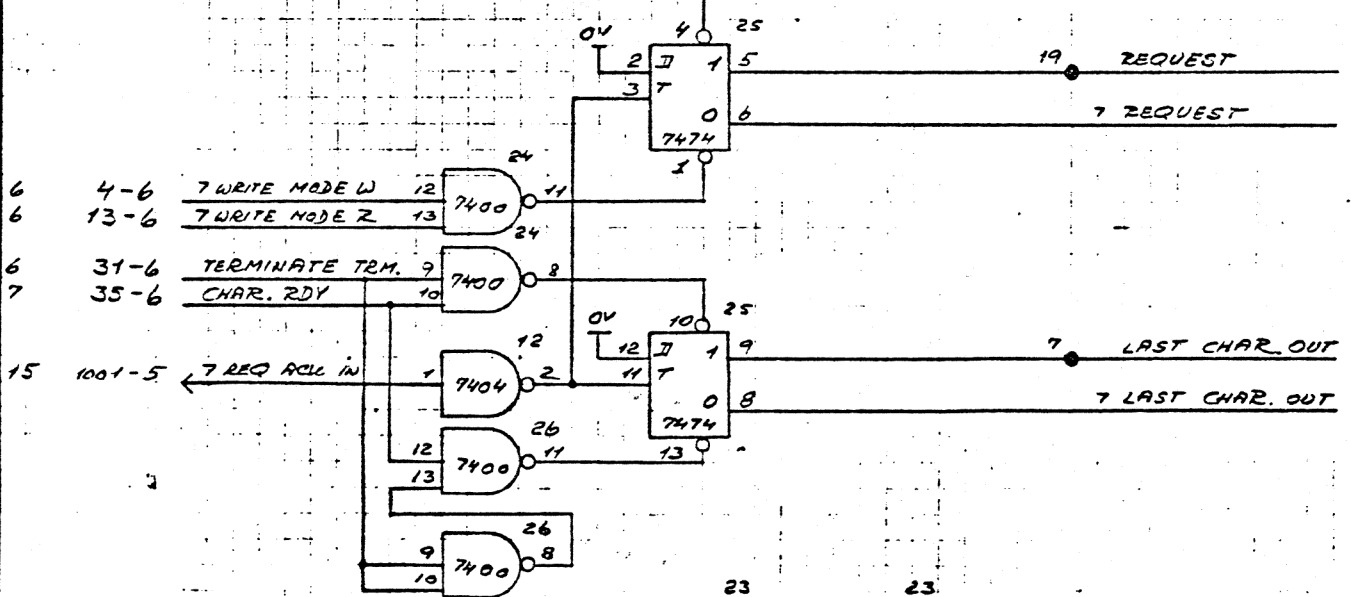 4 25
0V
2 D 1 5 19 REQUEST
3 T
0 6 7 REQUEST
7474
1
24
6 4-6 7 WRITE MODE W 12 7400 11
6 13-6 7 WRITE MODE R 13
24
6 31-6 TERMINATE TRM. 9 7400 8
7 35-6 CHAR. RDY 10
25
0V 10
12 D 1 9 7 LAST CHAR OUT
12
15 1001-5 7 REQ ACK IN 1 7404 2 11 T
0 8 7 LAST CHAR. OUT
7474
26
12 7400 11 13
13
26
9 7400 8
10
23 23